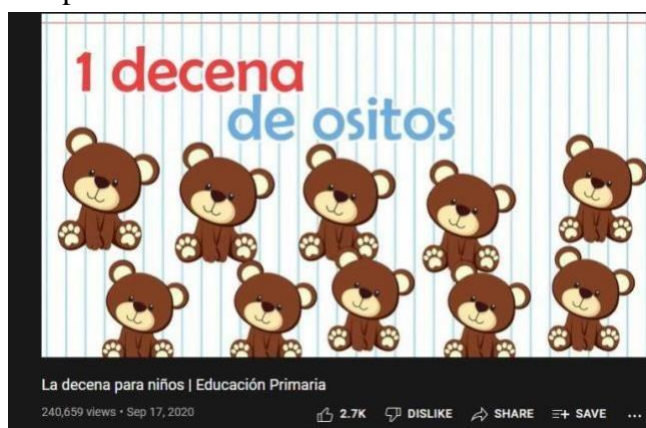 1 decena
de ositos
La decena para niños | Educación Primaria
240,659 views • Sep 17, 2020 2.7K DISLIKE SHARE SAVE ...